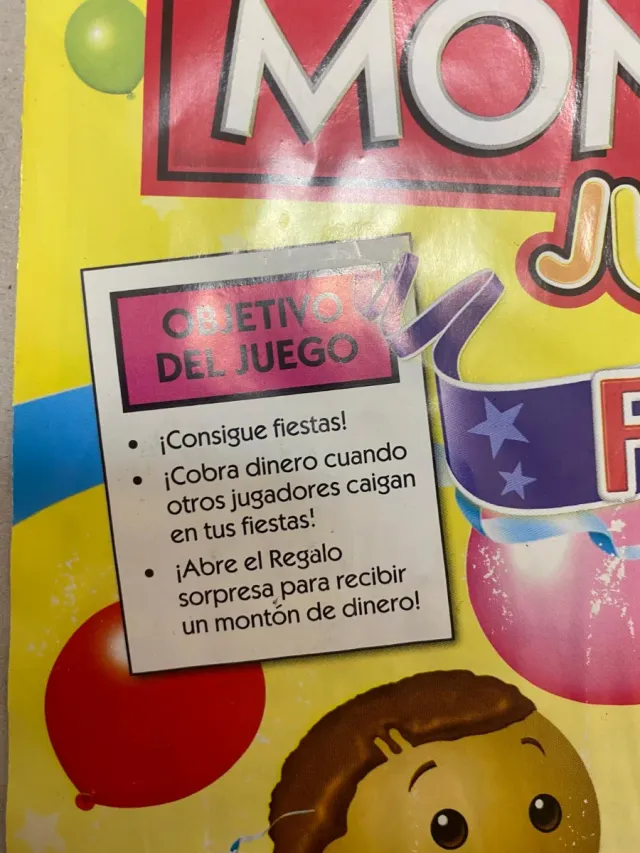 MON
JU
OBJETIVO
DEL JUEGO
• ¡Consigue fiestas!
• ¡Cobra dinero cuando
otros jugadores caigan
en tus fiestas!
• ¡Abre el Regalo
sorpresa para recibir
un montón de dinero!